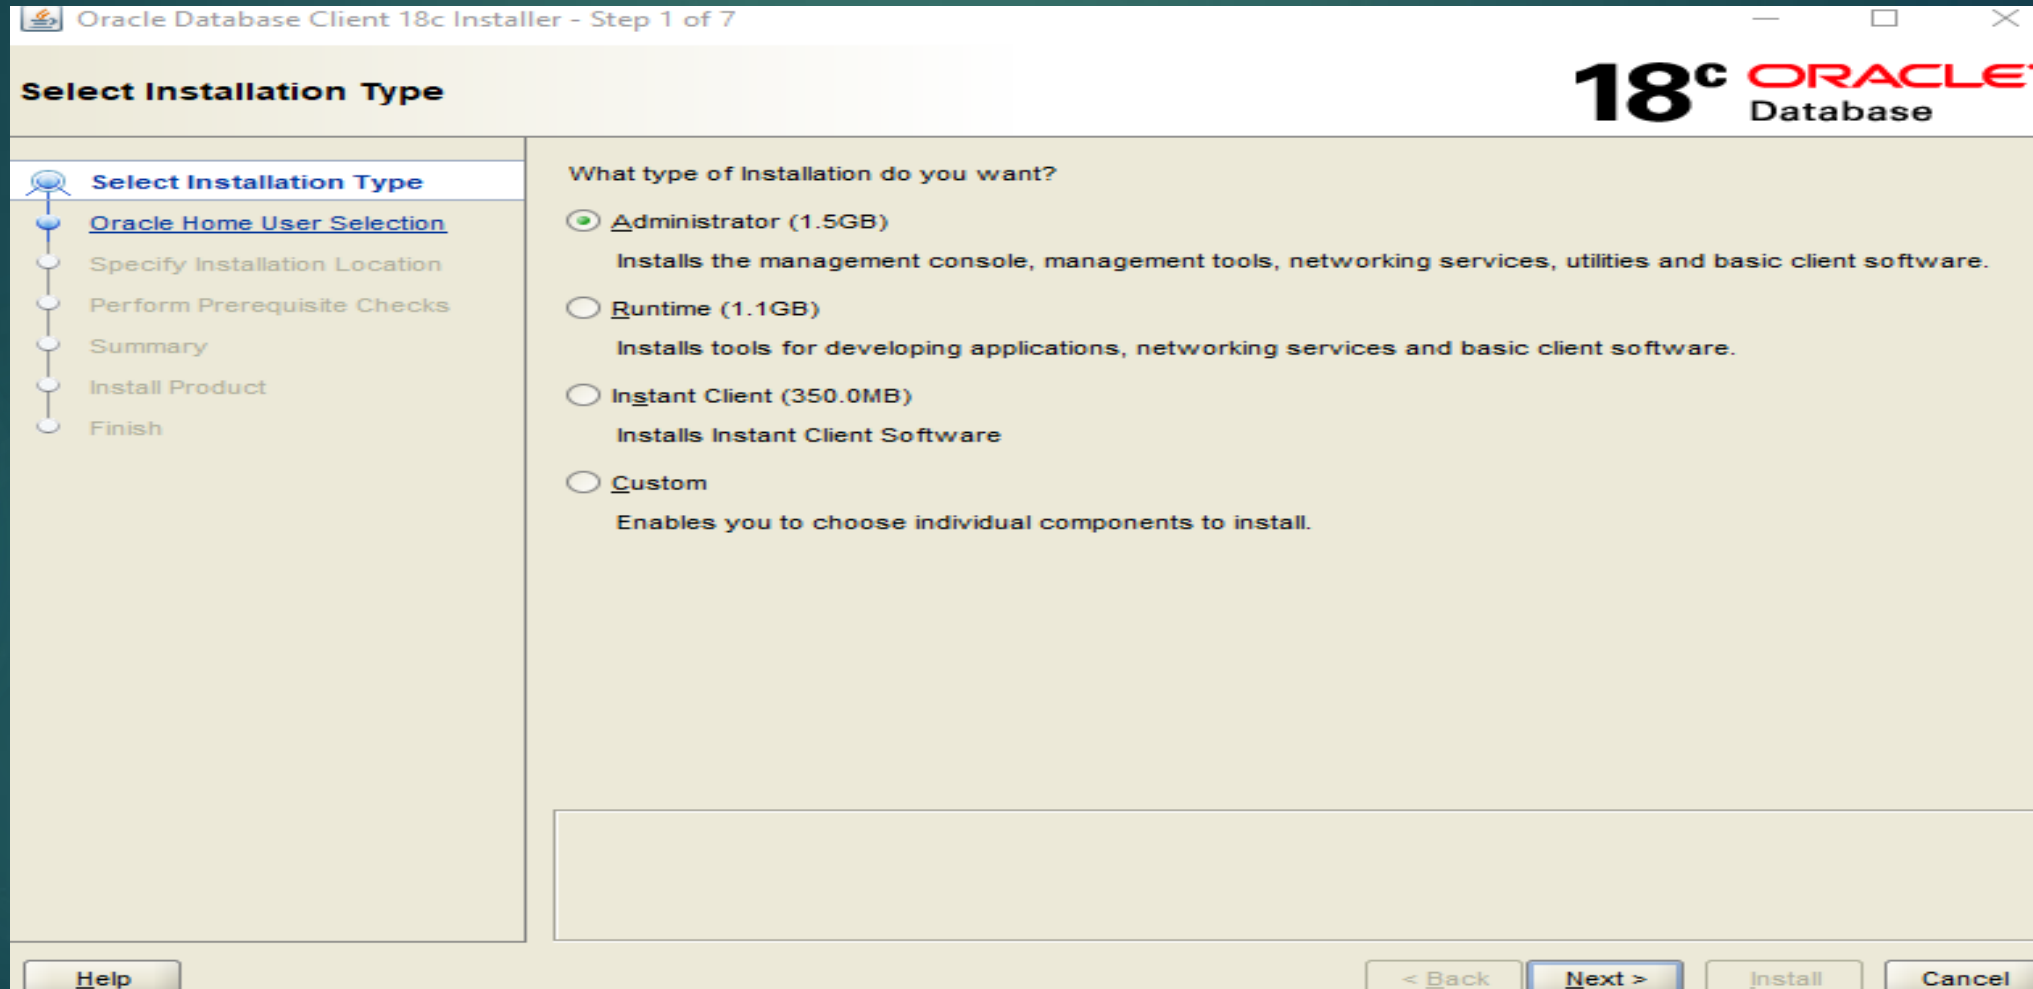 Oracle Database Client 18c Installer - Step 1 of 7
Select Installation Type
18c ORACLE
Database
Select Installation Type
Oracle Home User Selection
Specify Installation Location
Perform Prerequisite Checks
Summary
Install Product
Finish
What type of Installation do you want?
Administrator (1.5GB)
Installs the management console, management tools, networking services, utilities and basic client software.
Runtime (1.1GB)
Installs tools for developing applications, networking services and basic client software.
Instant Client (350.0MB)
Installs Instant Client Software
Custom
Enables you to choose individual components to install.
Help
< Back
Next >
Install
Cancel